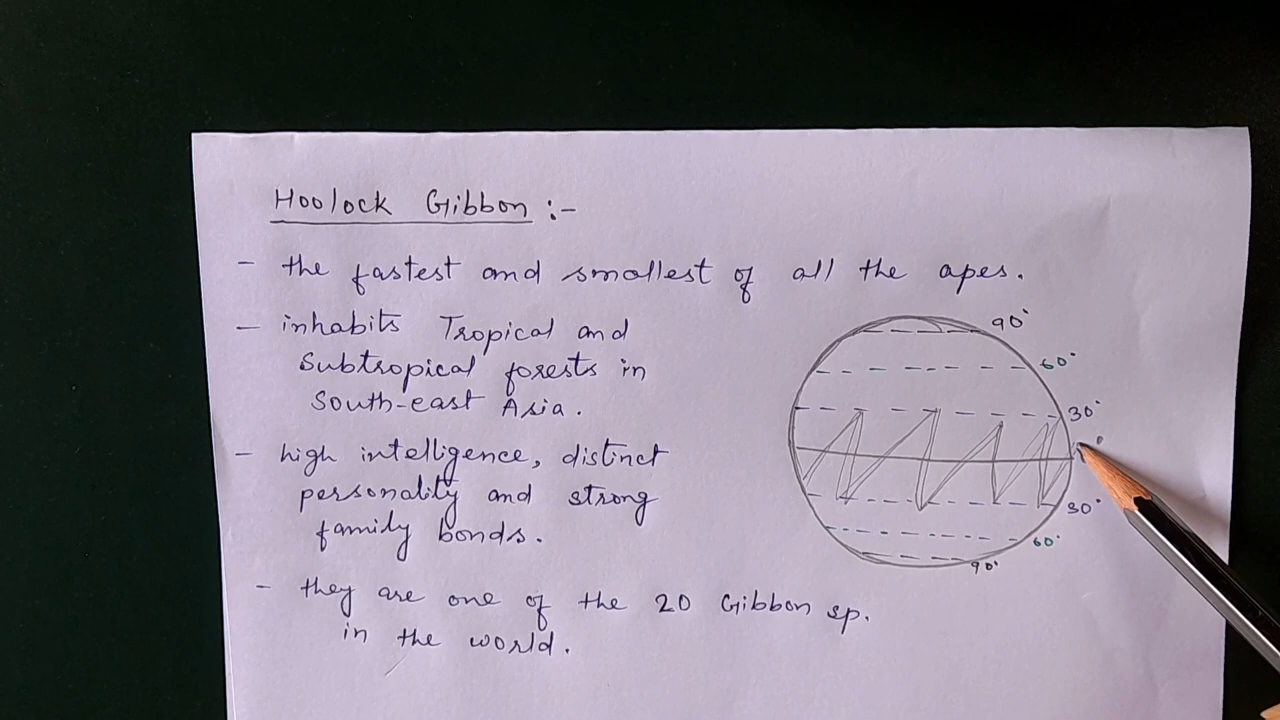 Hoolock Gibbon :-
- the fastest and smallest of all the apes.
- inhabits Tropical and
Subtropical forests in
South-east Asia.
- high intelligence, distinct
personality and strong
family bonds.
- they are one of the 20 Gibbon sp.
in the world.
90°
60°
30°
30°
60°
90°